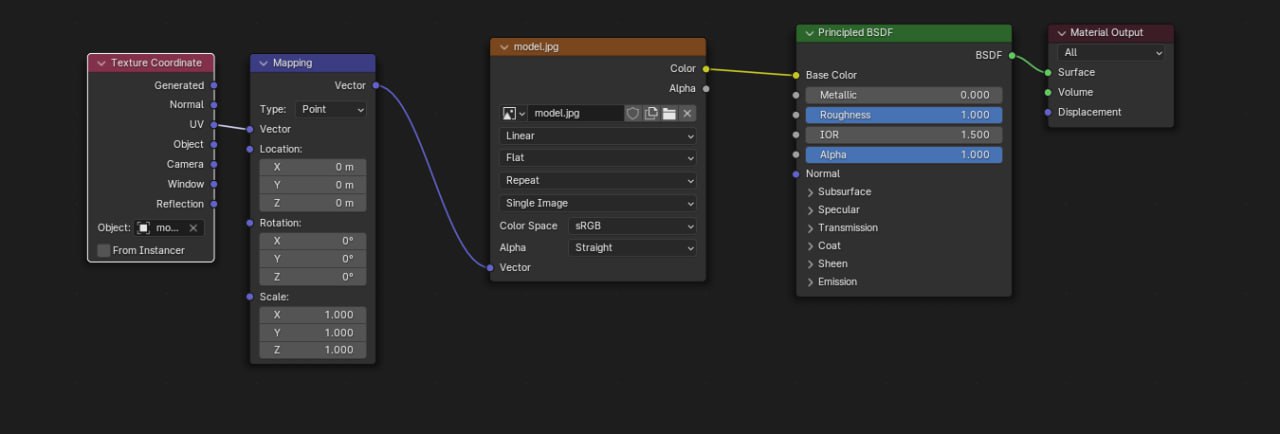 Texture Coordinate
Generated
Normal
UV
Object
Camera
Window
Reflection
Object: mo...
From Instancer
Mapping
Vector
Type: Point
Vector
Location:
X 0 m
Y 0 m
Z 0 m
Rotation:
X 0°
Y 0°
Z 0°
Scale:
X 1.000
Y 1.000
Z 1.000
model.jpg
Color
Alpha
model.jpg
Linear
Flat
Repeat
Single Image
Color Space sRGB
Alpha Straight
Vector
Principled BSDF
BSDF
Base Color
Metallic 0.000
Roughness 1.000
IOR 1.500
Alpha 1.000
Normal
Subsurface
Specular
Transmission
Coat
Sheen
Emission
Material Output
All
Surface
Volume
Displacement